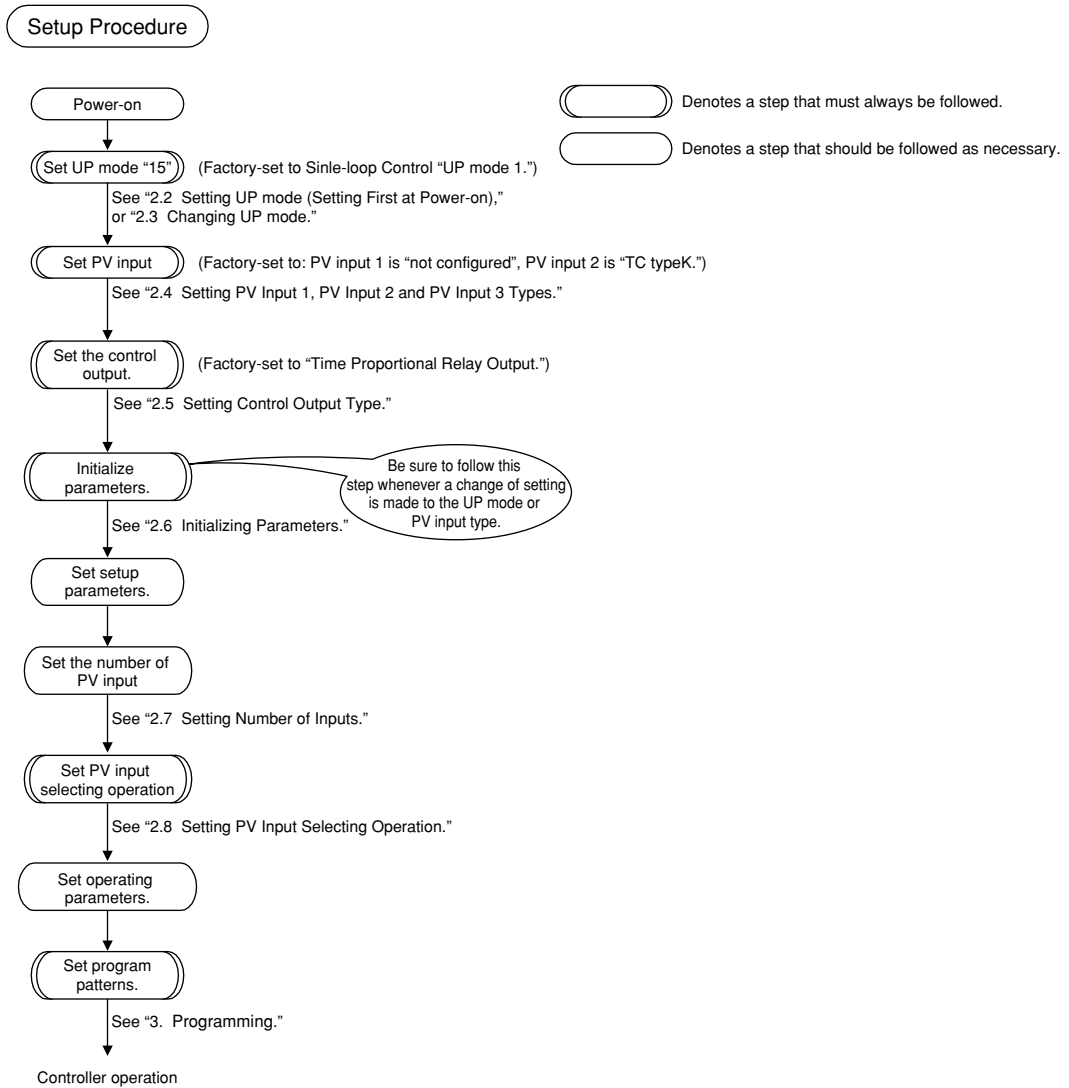 Setup Procedure
Power-on
Denotes a step that must always be followed.
Denotes a step that should be followed as necessary.
Set UP mode “15”
(Factory-set to Sinle-loop Control “UP mode 1.”)
See “2.2 Setting UP mode (Setting First at Power-on),”
or “2.3 Changing UP mode.”
Set PV input
(Factory-set to: PV input 1 is “not configured”, PV input 2 is “TC typeK.”)
See “2.4 Setting PV Input 1, PV Input 2 and PV Input 3 Types.”
Set the control
output.
(Factory-set to “Time Proportional Relay Output.”)
See “2.5 Setting Control Output Type.”
Initialize
parameters.
Be sure to follow this
step whenever a change of setting
is made to the UP mode or
PV input type.
See “2.6 Initializing Parameters.”
Set setup
parameters.
Set the number of
PV input
See “2.7 Setting Number of Inputs.”
Set PV input
selecting operation
See “2.8 Setting PV Input Selecting Operation.”
Set operating
parameters.
Set program
patterns.
See “3. Programming.”
Controller operation